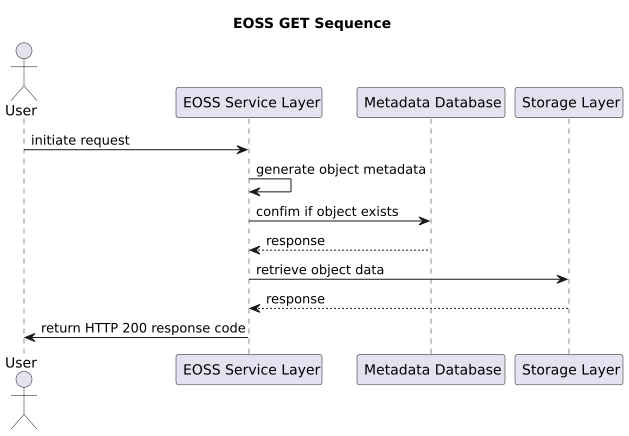 EOSS GET Sequence
User
EOSS Service Layer
Metadata Database
Storage Layer
initiate request
generate object metadata
confim if object exists
response
retrieve object data
response
return HTTP 200 response code
User
EOSS Service Layer
Metadata Database
Storage Layer